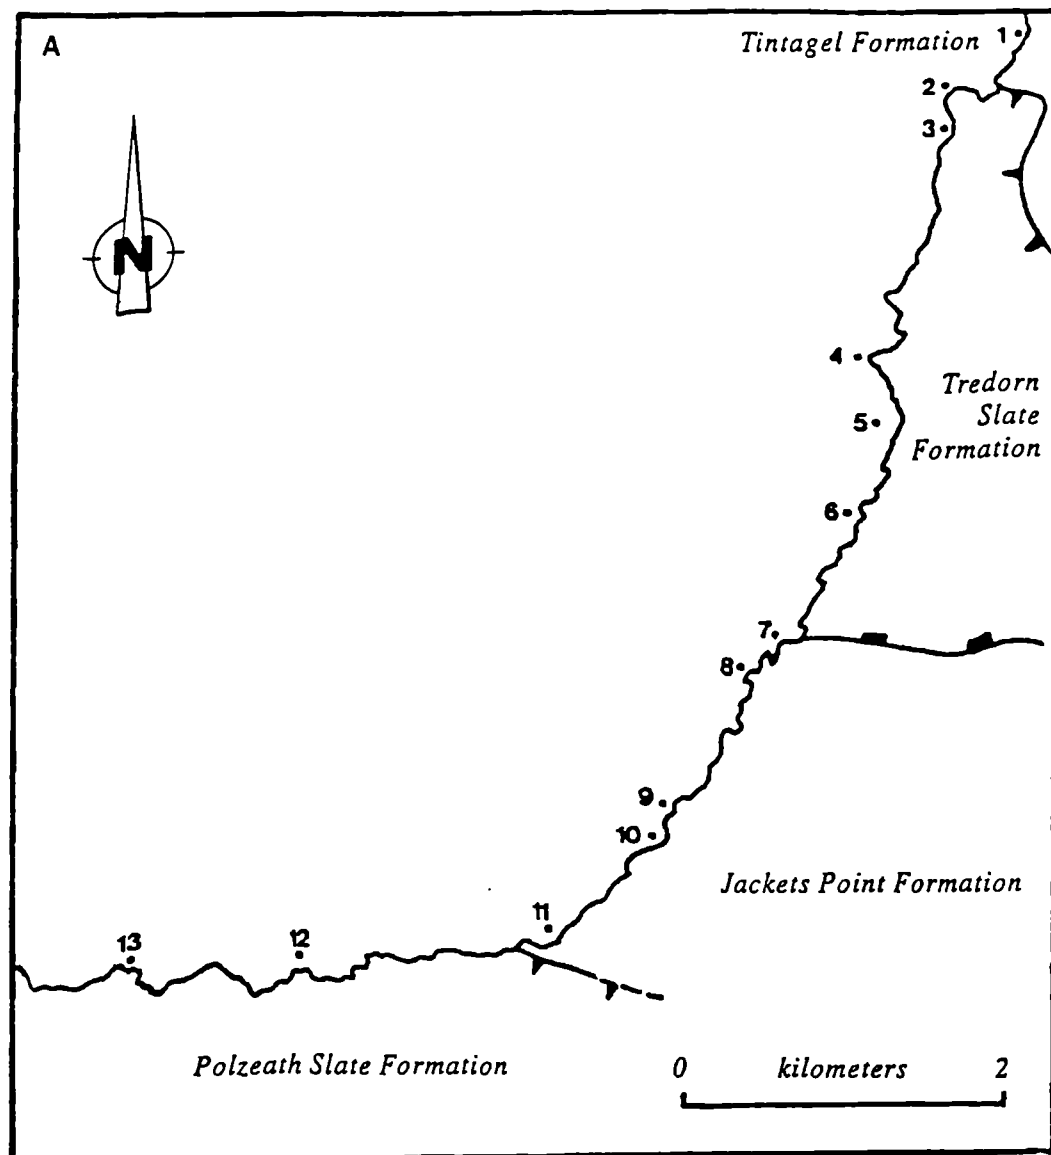 A
Tintagel Formation
1
2
3
N
4
Tredorn
Slate
Formation
5
6
7
8
9
10
Jackets Point Formation
11
12
13
Polzeath Slate Formation
0 kilometers 2